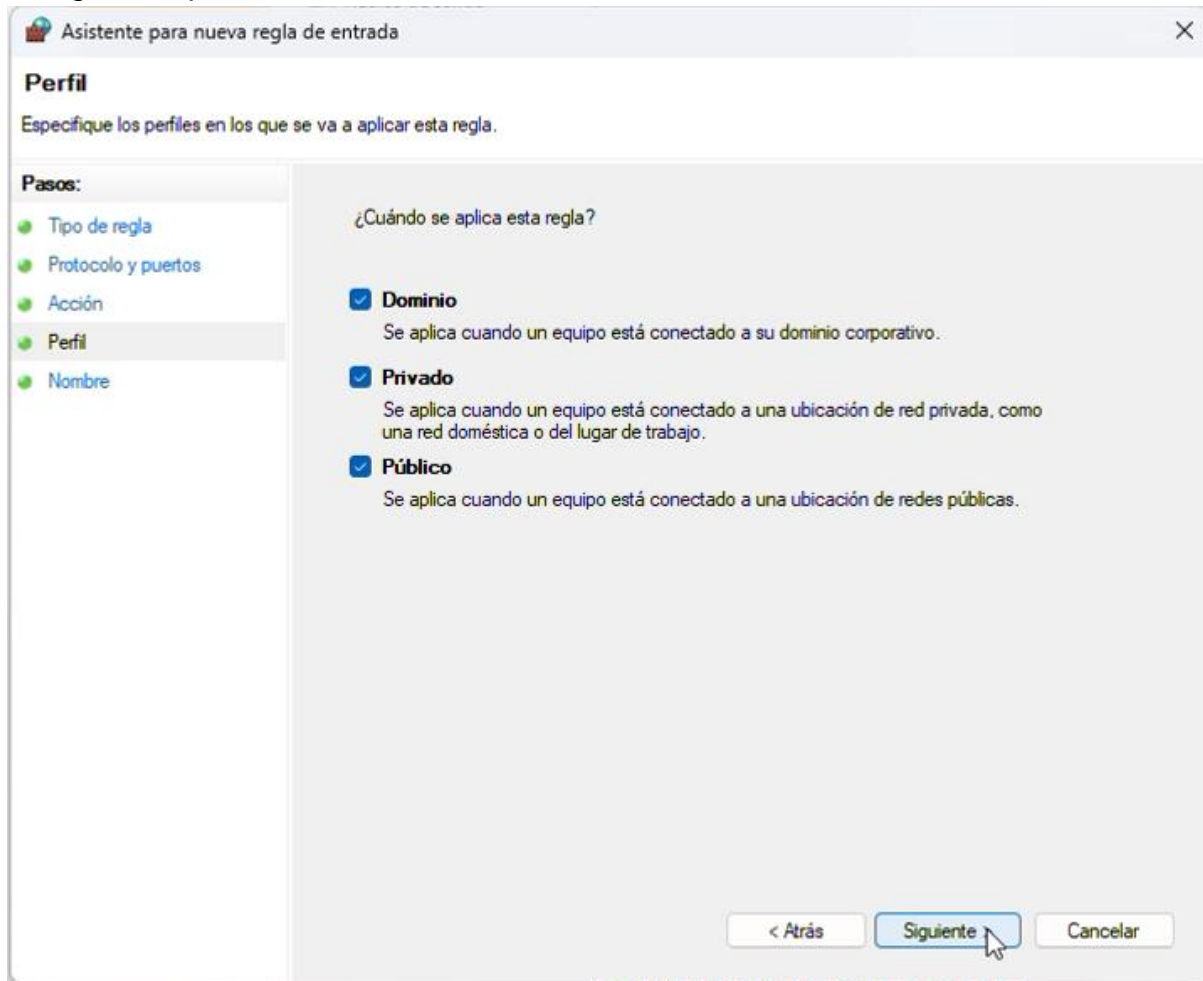 Asistente para nueva regla de entrada
Perfil
Especifique los perfiles en los que se va a aplicar esta regla.
Pasos:
Tipo de regla
Protocolo y puertos
Acción
Perfil
Nombre
¿Cuándo se aplica esta regla?
Dominio
Se aplica cuando un equipo está conectado a su dominio corporativo.
Privado
Se aplica cuando un equipo está conectado a una ubicación de red privada, como
una red doméstica o del lugar de trabajo.
Público
Se aplica cuando un equipo está conectado a una ubicación de redes públicas.
< Atrás
Siguiente >
Cancelar